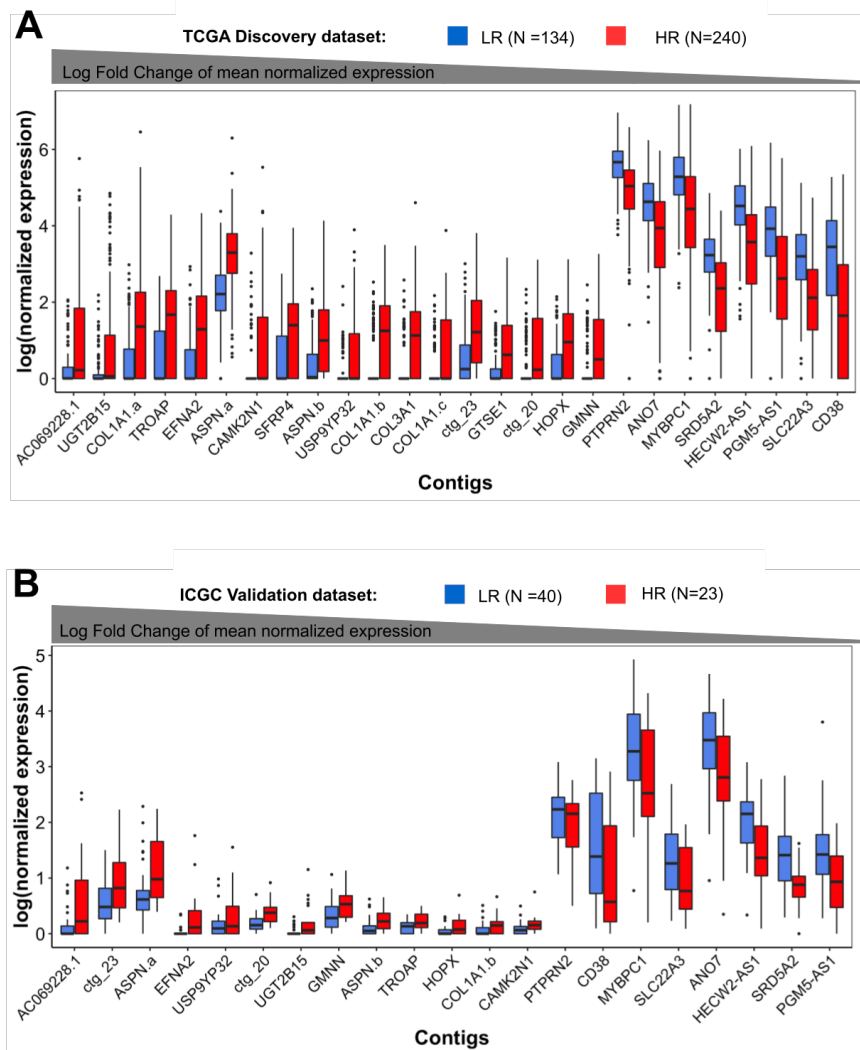 A
TCGA Discovery dataset: LR (N =134) HR (N=240)
Log Fold Change of mean normalized expression
log(normalized expression)
6
4
2
0
AC069228.1 UGT2B15 COL1A1.a TROAP EFNA2 ASPN.a CAMK2N1 SFRP4 ASPN.b USP9YP32 COL1A1.b COL3A1 COL1A1.c ctg_23 GTSE1 ctg_20 HOPX GMNN PTPRN2 ANO7 MYBPC1 SRD5A2 HECW2-AS1 PGM5-AS1 SLC22A3 CD38
Contigs
B
ICGC Validation dataset: LR (N =40) HR (N=23)
Log Fold Change of mean normalized expression
log(normalized expression)
5
4
3
2
1
0
AC069228.1 ctg_23 ASPN.a EFNA2 USP9YP32 ctg_20 UGT2B15 GMNN ASPN.b TROAP HOPX COL1A1.b CAMK2N1 PTPRN2 CD38 MYBPC1 SLC22A3 ANO7 HECW2-AS1 SRD5A2 PGM5-AS1
Contigs